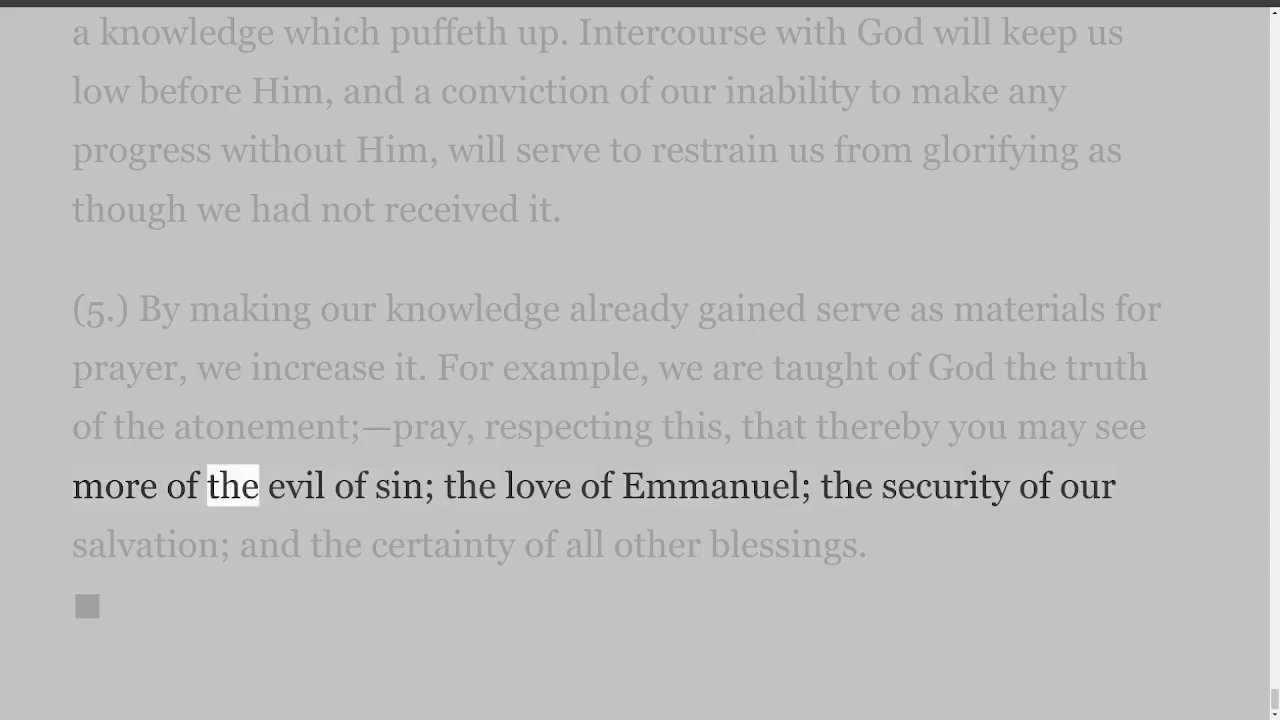 a knowledge which puffeth up. Intercourse with God will keep us
low before Him, and a conviction of our inability to make any
progress without Him, will serve to restrain us from glorifying as
though we had not received it.
(5.) By making our knowledge already gained serve as materials for
prayer, we increase it. For example, we are taught of God the truth
of the atonement;—pray, respecting this, that thereby you may see
more of the evil of sin; the love of Emmanuel; the security of our
salvation; and the certainty of all other blessings.
■